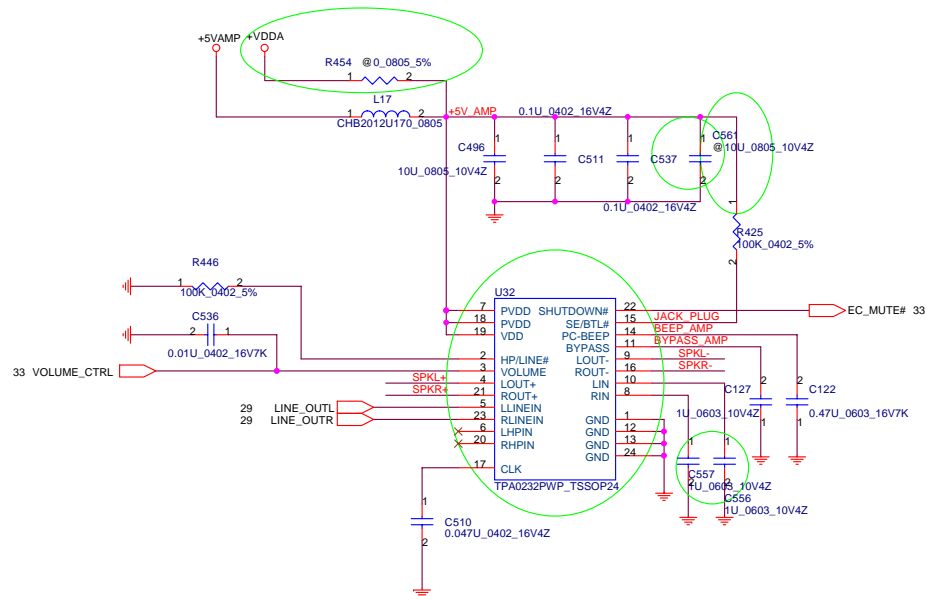 +5VAMP +VDDA
R454 @0_0805_5%
1 2
L17
1 2 +5V_AMP 0.1U_0402_16V4Z
CHB2012U170_0805
C561
1 1 1 1
C496 @10U_0805_10V4Z
C511 C537
10U_0805_10V4Z
2 2 2 2
1
0.1U_0402_16V4Z
R425
100K_0402_5%
2
R446
1 2
100K_0402_5%
U32
C536
7 PVDD SHUTDOWN# 22 EC_MUTE# 33
18 PVDD SE/BTL# 15 JACK_PLUG
2 1
19 VDD PC-BEEP 14 BEEP_AMP
0.01U_0402_16V7K
BYPASS 11 BYPASS_AMP
2 HP/LINE# LOUT- 9 SPKL-
33 VOLUME_CTRL
3 VOLUME ROUT- 16 SPKR-
SPKL+ 4 LOUT+ LIN 10
SPKR+ 21 ROUT+ RIN 8
2 2
C127 C122
29 LINE_OUTL 5 LLINEIN
29 LINE_OUTR 23 RLINEIN GND 1
1U_0603_10V4Z 0.47U_0603_16V7K
6 LHPIN GND 12
1 1
20 RHPIN GND 13
GND 24
1 1
17 CLK
C557
TPA0232PWP_TSSOP24
1U_0603_10V4Z
2 2
C556
1U_0603_10V4Z
1
C510
0.047U_0402_16V4Z
2